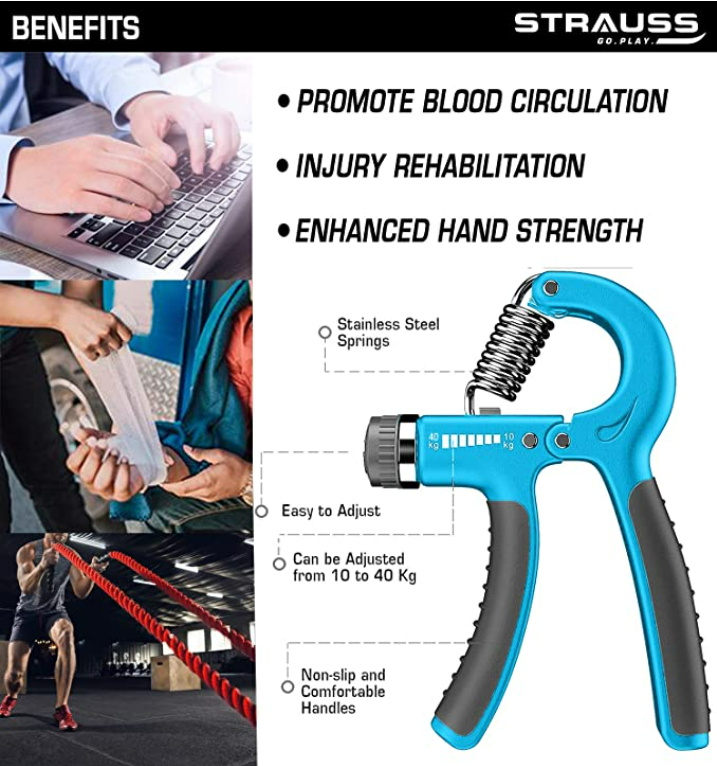 BENEFITS
STRAUSS
GO.PLAY.
• PROMOTE BLOOD CIRCULATION
• INJURY REHABILITATION
• ENHANCED HAND STRENGTH
Stainless Steel
Springs
40
kg
10
kg
Easy to Adjust
Can be Adjusted
from 10 to 40 Kg
Non-slip and
Comfortable
Handles